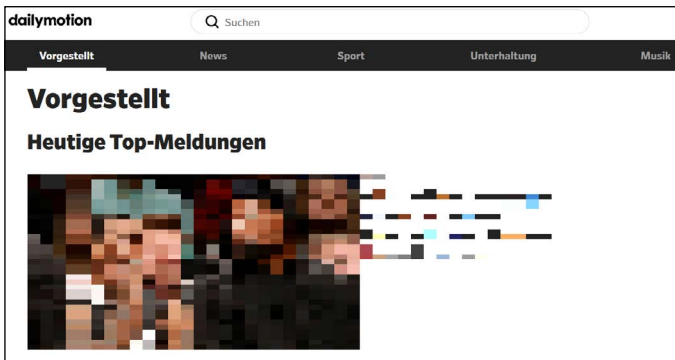 dailymotion
Suchen
Vorgestellt News Sport Unterhaltung Musik
Vorgestellt
Heutige Top-Meldungen